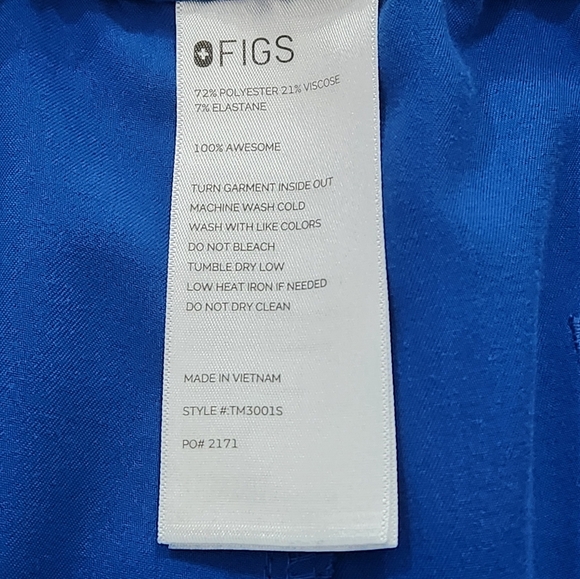 FIGS
72% POLYESTER 21% VISCOSE
7% ELASTANE
100% AWESOME
TURN GARMENT INSIDE OUT
MACHINE WASH COLD
WASH WITH LIKE COLORS
DO NOT BLEACH
TUMBLE DRY LOW
LOW HEAT IRON IF NEEDED
DO NOT DRY CLEAN
MADE IN VIETNAM
STYLE #:TM3001S
PO# 2171